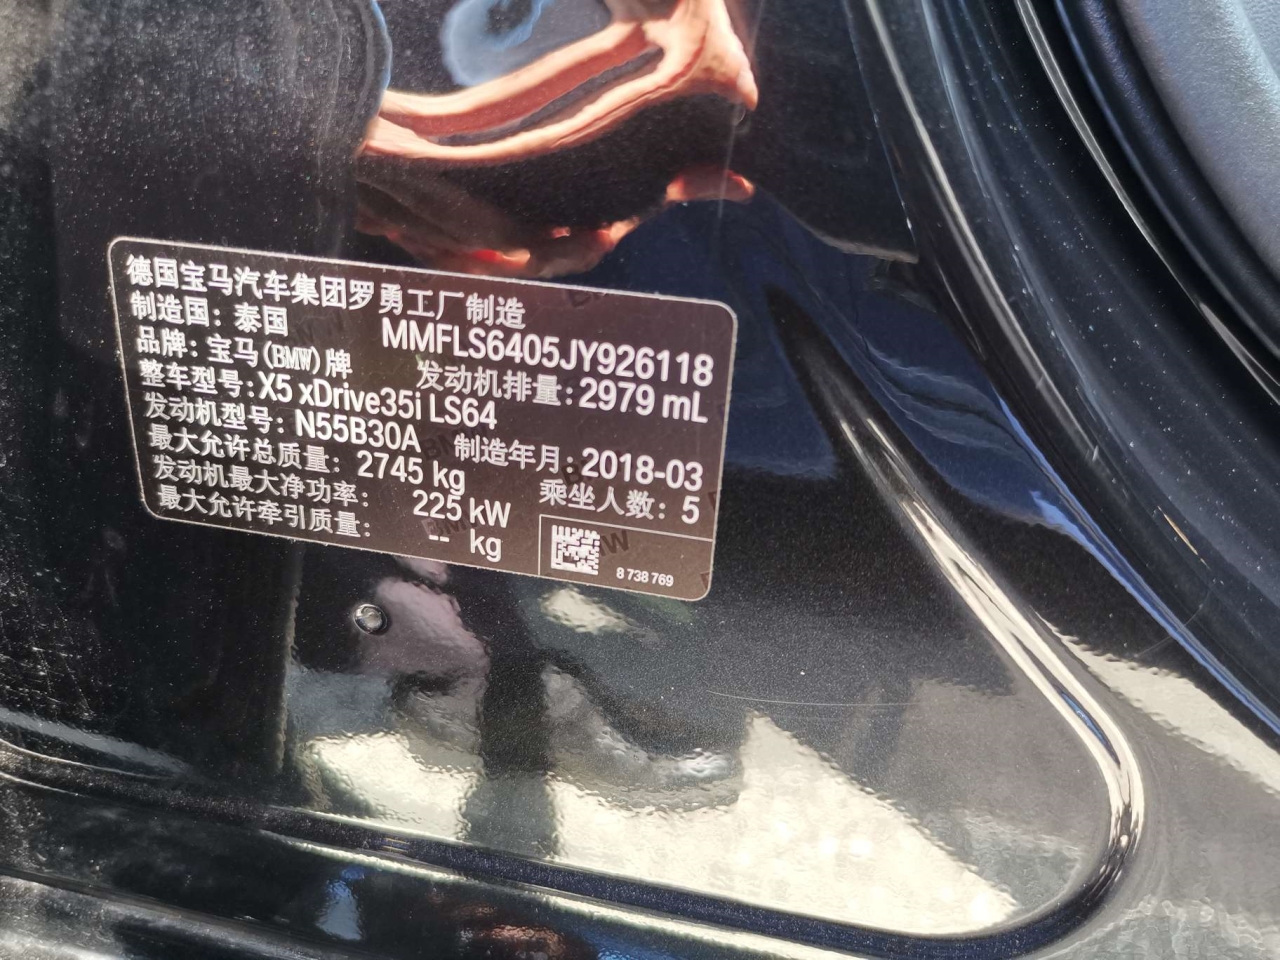 德国宝马汽车集团罗勇工厂制造
制造国：泰国 MMFLS6405JY926118
品牌：宝马(BMW)牌 发动机排量：2979 mL
整车型号：X5 xDrive35i LS64
发动机型号：N55B30A 制造年月：2018-03
最大允许总质量：2745 kg 乘坐人数：5
发动机最大净功率：225 kW
最大允许牵引质量：-- kg
8 738 769